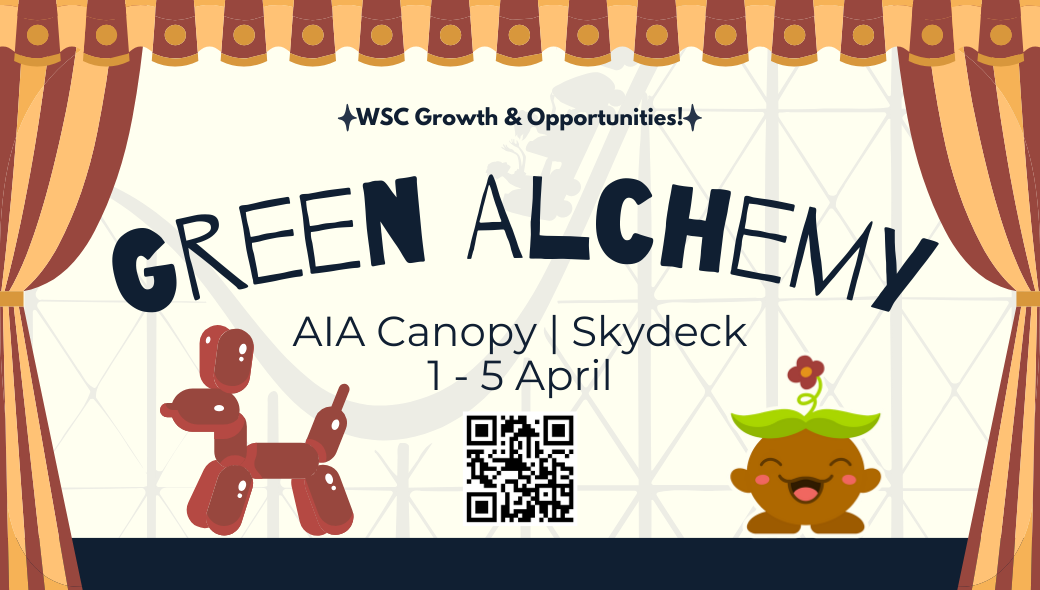 WSC Growth & Opportunities!
GREEN ALCHEMY
AIA Canopy | Skydeck
1 - 5 April